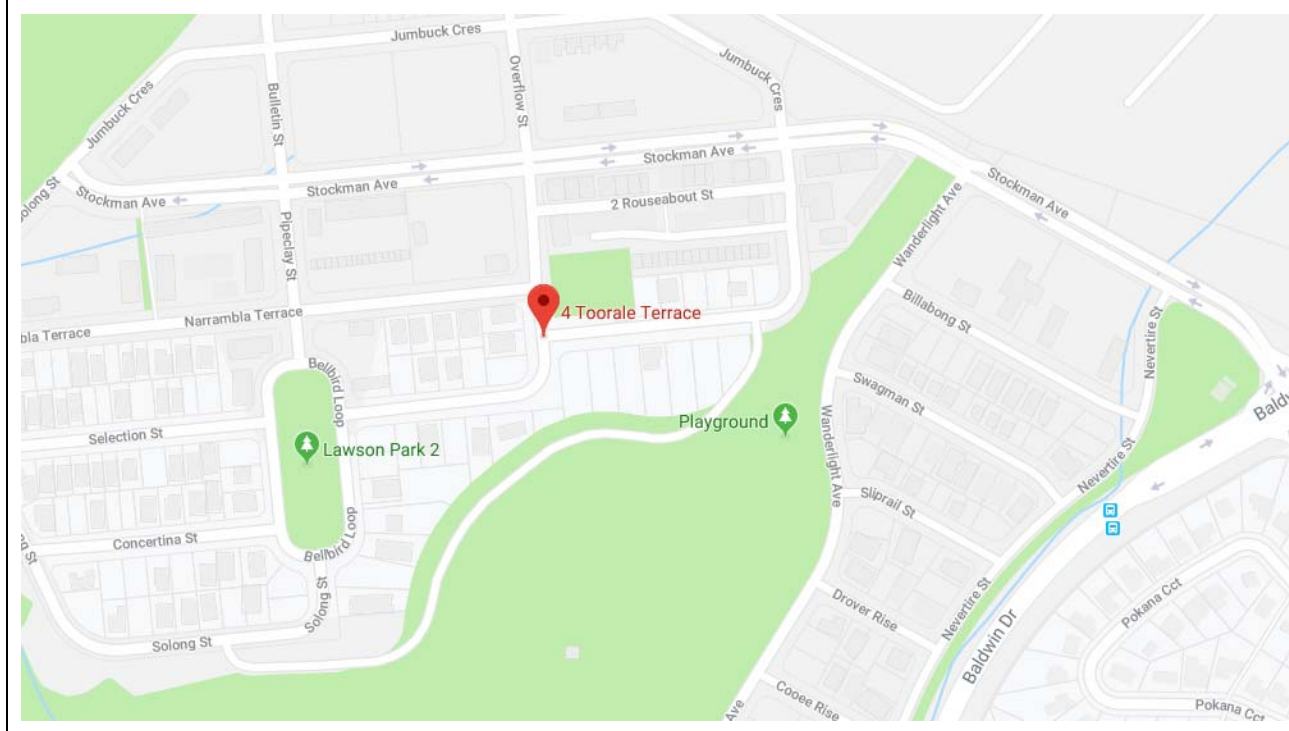 Jumbuck Cres
Jumbuck Cres
Jumbuck Cres
Overflow St
Bulletin St
Stockman Ave
Stockman Ave
Stockman Ave
Stockman Ave
olong St
2 Rouseabout St
Wanderlight Ave
Pipeclay St
Billabong St
Nevertire St
4 Toorale Terrace
Narrambla Terrace
bla Terrace
Bellbird Loop
Swagman St
Baldw
Selection St
Lawson Park 2
Playground
Wanderlight Ave
Nevertire St
Sliprail St
Concertina St
Bellbird Loop
ng St
Solong St
Solong St
Drover Rise
Nevertire St
Baldwin Dr
Pokana Cct
Cooee Rise
Ave
Pokana Cct